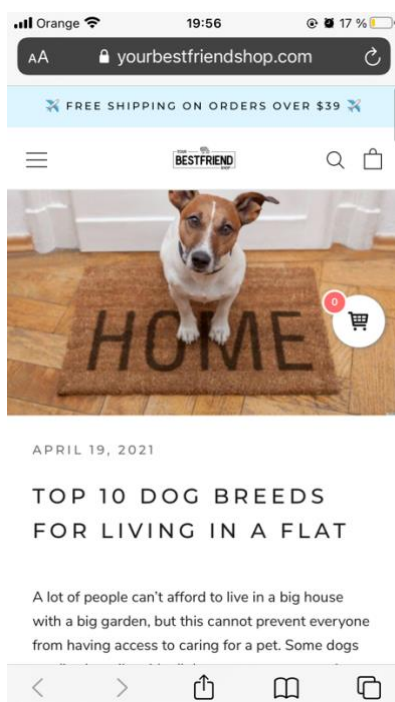 Orange 19:56 17 %
AA yourbestfriendshop.com
FREE SHIPPING ON ORDERS OVER $39
YOUR
BESTFRIEND
SHOP
HOME
0
APRIL 19, 2021
TOP 10 DOG BREEDS
FOR LIVING IN A FLAT
A lot of people can’t afford to live in a big house
with a big garden, but this cannot prevent everyone
from having access to caring for a pet. Some dogs